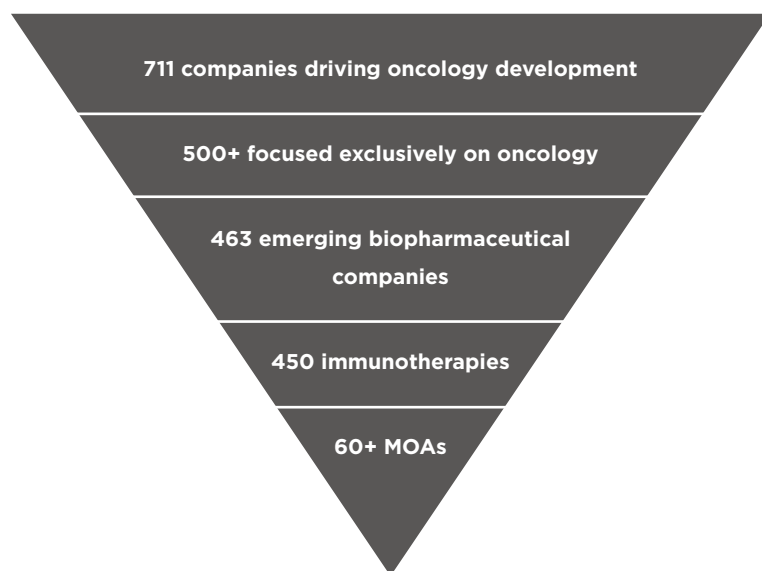 711 companies driving oncology development
500+ focused exclusively on oncology
463 emerging biopharmaceutical
companies
450 immunotherapies
60+ MOAs